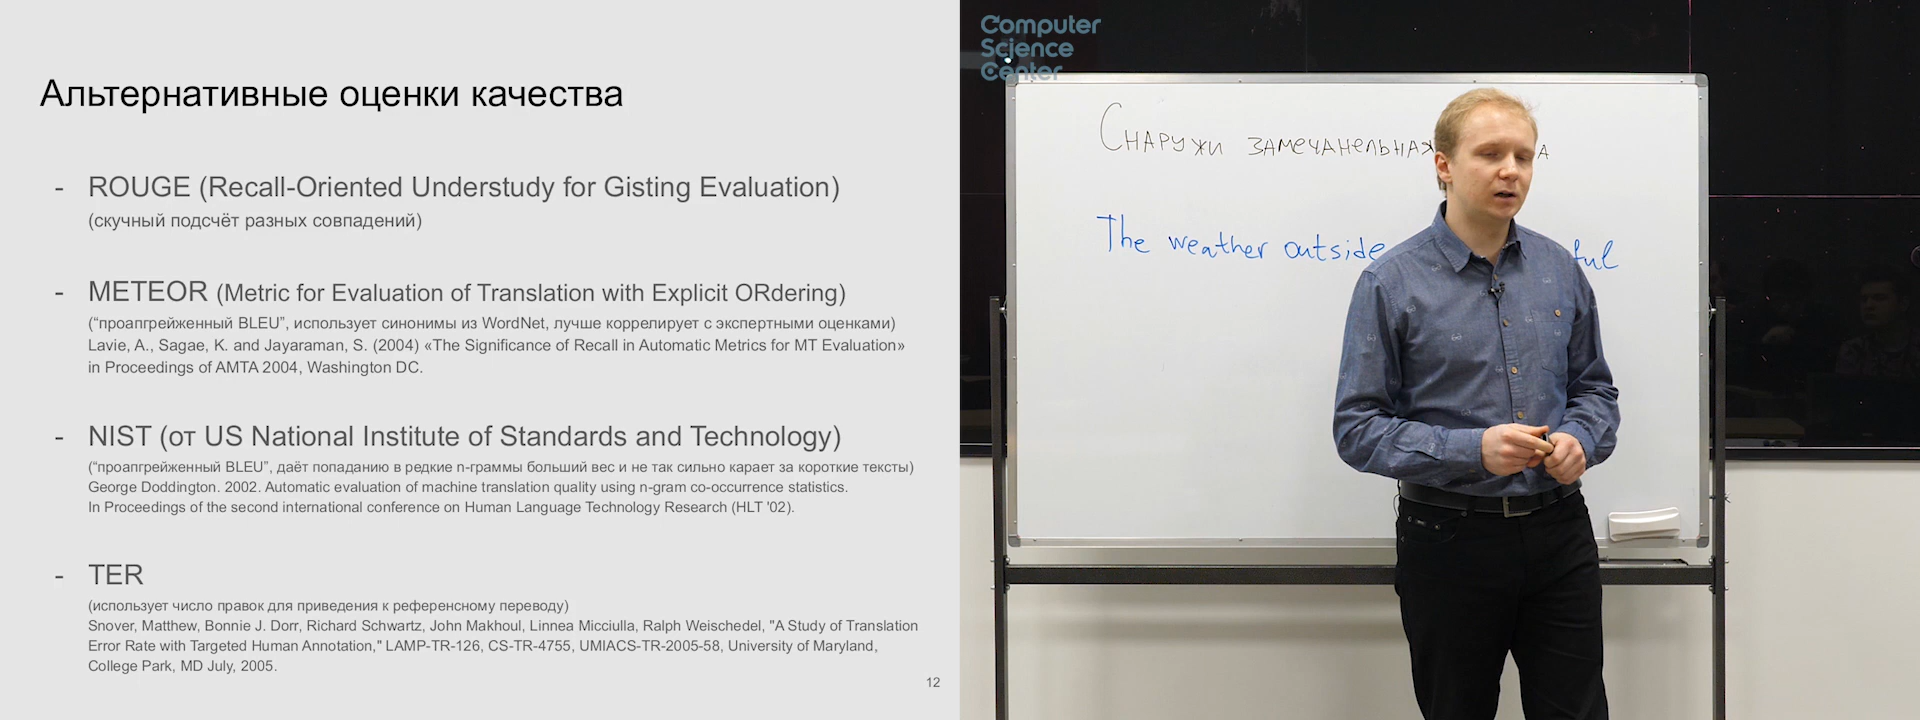 Альтернативные оценки качества
- ROUGE (Recall-Oriented Understudy for Gisting Evaluation)
(скучный подсчёт разных совпадений)
- METEOR (Metric for Evaluation of Translation with Explicit ORdering)
(“проапгрейженный BLEU”, использует синонимы из WordNet, лучше коррелирует с экспертными оценками)
Lavie, A., Sagae, K. and Jayaraman, S. (2004) «The Significance of Recall in Automatic Metrics for MT Evaluation»
in Proceedings of AMTA 2004, Washington DC.
- NIST (от US National Institute of Standards and Technology)
(“проапгрейженный BLEU”, даёт попаданию в редкие n-граммы больший вес и не так сильно карает за короткие тексты)
George Doddington. 2002. Automatic evaluation of machine translation quality using n-gram co-occurrence statistics.
In Proceedings of the second international conference on Human Language Technology Research (HLT '02).
- TER
(использует число правок для приведения к референсному переводу)
Snover, Matthew, Bonnie J. Dorr, Richard Schwartz, John Makhoul, Linnea Micciulla, Ralph Weischedel, "A Study of Translation
Error Rate with Targeted Human Annotation," LAMP-TR-126, CS-TR-4755, UMIACS-TR-2005-58, University of Maryland,
College Park, MD July, 2005.
12
Computer
Science
Center
Снаружи замечанельная
The weather outside